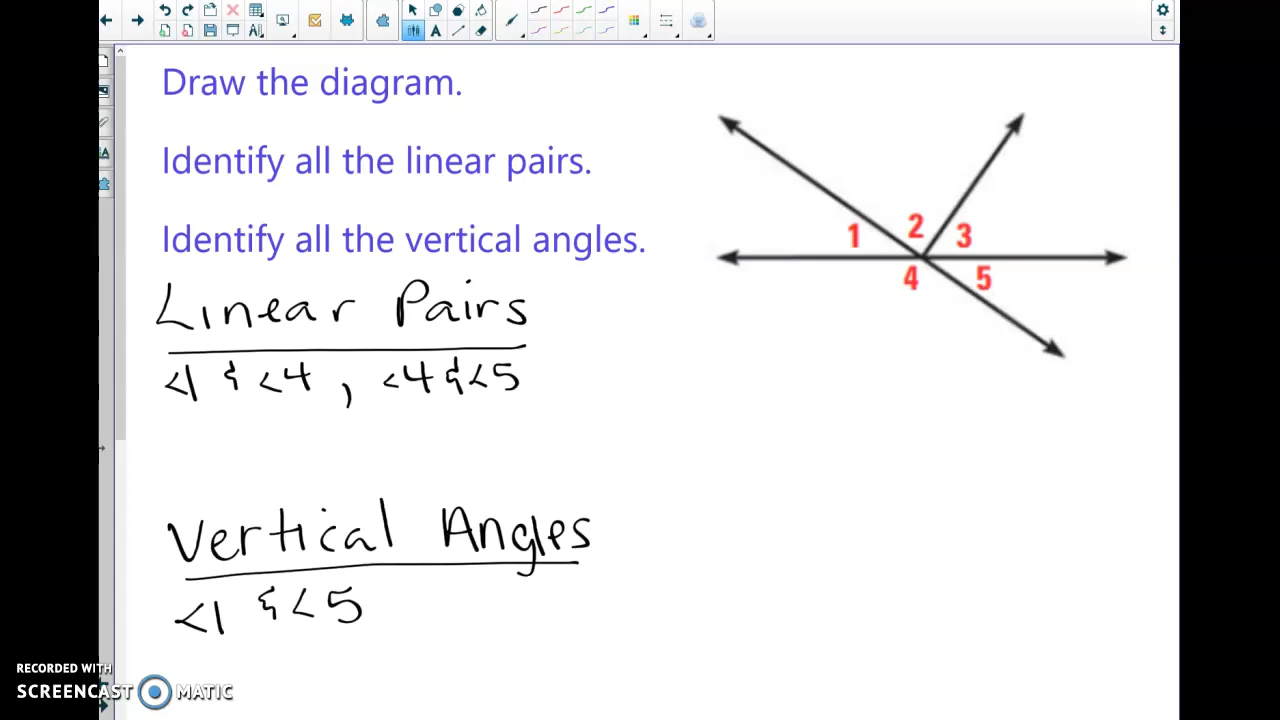 Draw the diagram.
Identify all the linear pairs.
Identify all the vertical angles.
Linear Pairs
<1 & <4 , <4 & <5
Vertical Angles
<1 & <5
1 2 3
4 5
RECORDED WITH
SCREENCAST MATIC